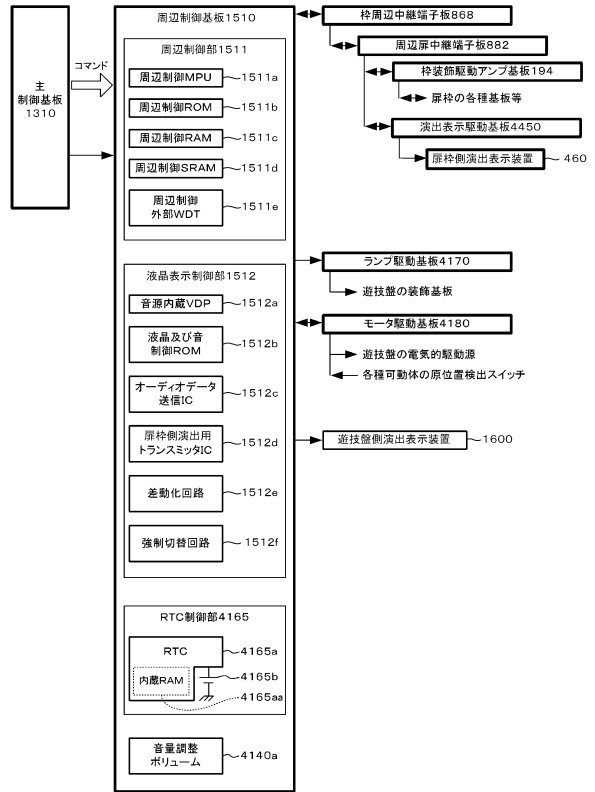 主
制御基板
1310
コマンド
周辺制御基板1510
周辺制御部1511
周辺制御MPU
1511a
周辺制御ROM
1511b
周辺制御RAM
1511c
周辺制御SRAM
1511d
周辺制御
外部WDT
1511e
液晶表示制御部1512
音源内蔵VDP
1512a
液晶及び音
制御ROM
1512b
オーディオデータ
送信IC
1512c
扉枠側演出用
トランスミッタIC
1512d
差動化回路
1512e
強制切替回路
1512f
RTC制御部4165
RTC
4165a
内蔵RAM
4165b
4165aa
音量調整
ボリューム
4140a
枠周辺中継端子板868
周辺扉中継端子板882
枠装飾駆動アンプ基板194
扉枠の各種基板等
演出表示駆動基板4450
扉枠側演出表示装置
460
ランプ駆動基板4170
遊技盤の装飾基板
モータ駆動基板4180
遊技盤の電気的駆動源
各種可動体の原位置検出スイッチ
遊技盤側演出表示装置
1600